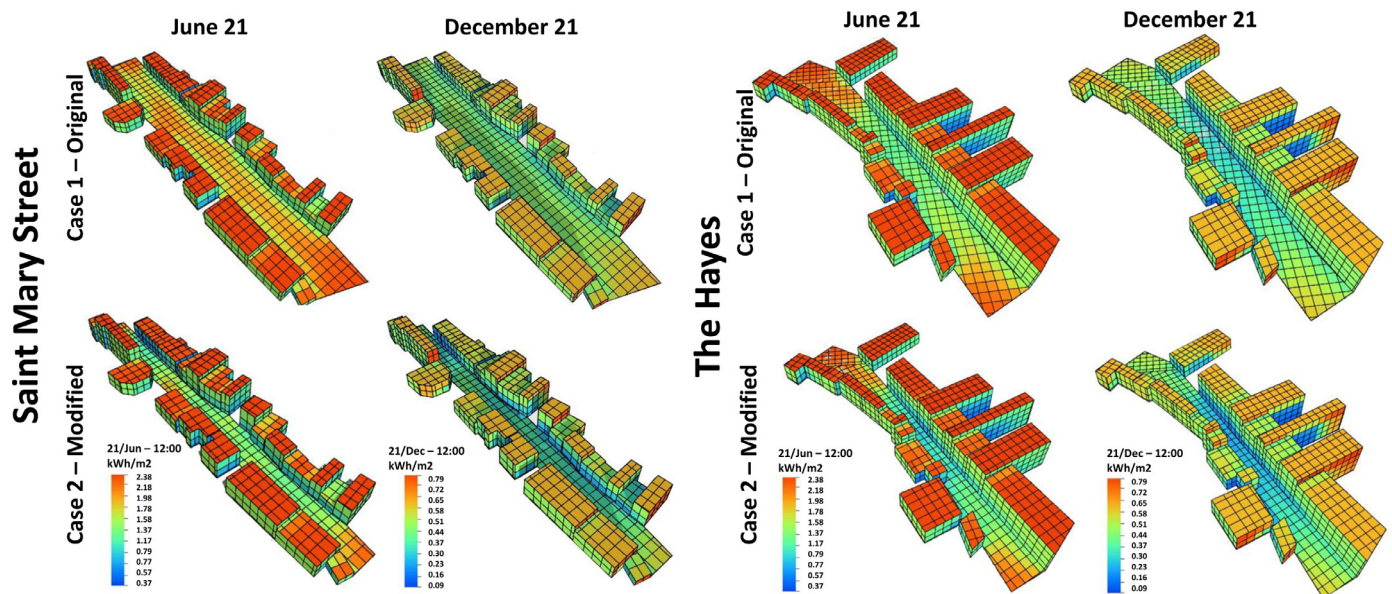 June 21
December 21
Saint Mary Street
Case 1 – Original
Case 2 – Modified
21/Jun – 12:00
kWh/m2
2.38
2.18
1.98
1.78
1.58
1.37
1.17
0.79
0.77
0.57
0.37
21/Dec – 12:00
kWh/m2
0.79
0.72
0.65
0.58
0.51
0.44
0.37
0.30
0.23
0.16
0.09
June 21
December 21
The Hayes
Case 1 – Original
Case 2 – Modified
21/Jun – 12:00
kWh/m2
2.38
2.18
1.98
1.78
1.58
1.37
1.17
0.79
0.77
0.57
0.37
21/Dec – 12:00
kWh/m2
0.79
0.72
0.65
0.58
0.51
0.44
0.37
0.30
0.23
0.16
0.09